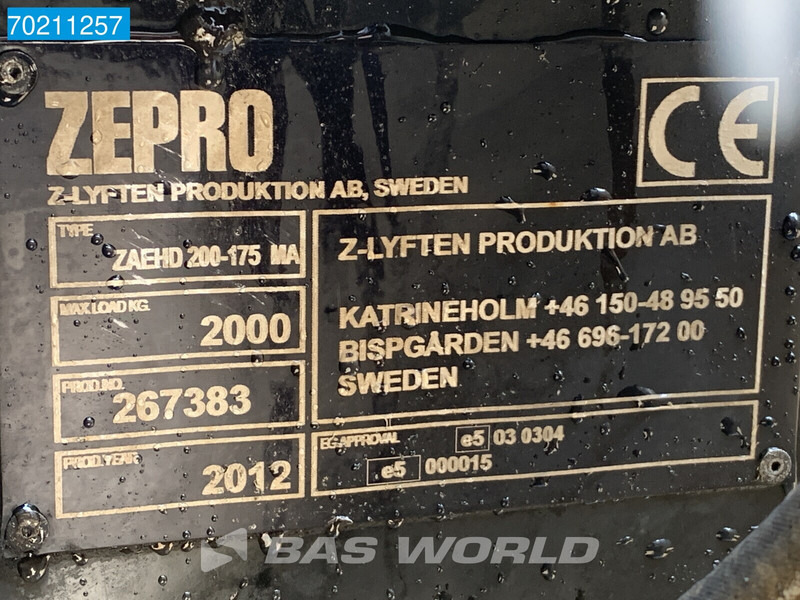 70211257
ZEPRO
Z-LYFTEN PRODUKTION AB, SWEDEN
CE
TYPE
ZAEHD 200-175 MA
MAX LOAD KG.
2000
PROD.NO.
267383
PROD.YEAR
2012
Z-LYFTEN PRODUKTION AB
KATRINEHOLM +46 150-48 95 50
BISPGÅRDEN +46 696-172 00
SWEDEN
EG APPROVAL
e5 03 0304
e5 000015
BAS WORLD